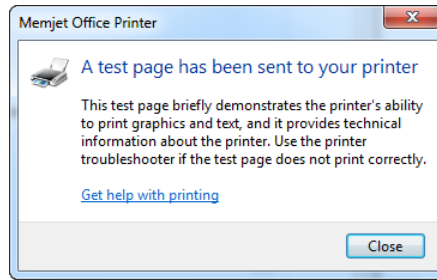 Memjet Office Printer
A test page has been sent to your printer
This test page briefly demonstrates the printer's ability
to print graphics and text, and it provides technical
information about the printer. Use the printer
troubleshooter if the test page does not print correctly.
Get help with printing
Close